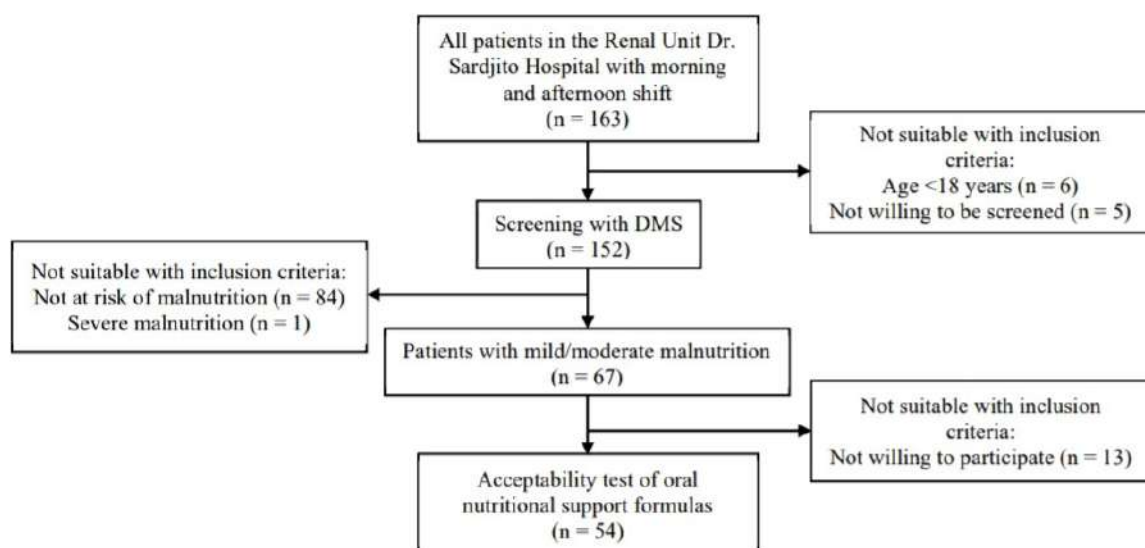 All patients in the Renal Unit Dr.
Sardjito Hospital with morning
and afternoon shift
(n = 163)
Not suitable with inclusion
criteria:
Age <18 years (n = 6)
Not willing to be screened (n = 5)
Screening with DMS
(n = 152)
Not suitable with inclusion criteria:
Not at risk of malnutrition (n = 84)
Severe malnutrition (n = 1)
Patients with mild/moderate malnutrition
(n = 67)
Not suitable with inclusion
criteria:
Not willing to participate (n = 13)
Acceptability test of oral
nutritional support formulas
(n = 54)